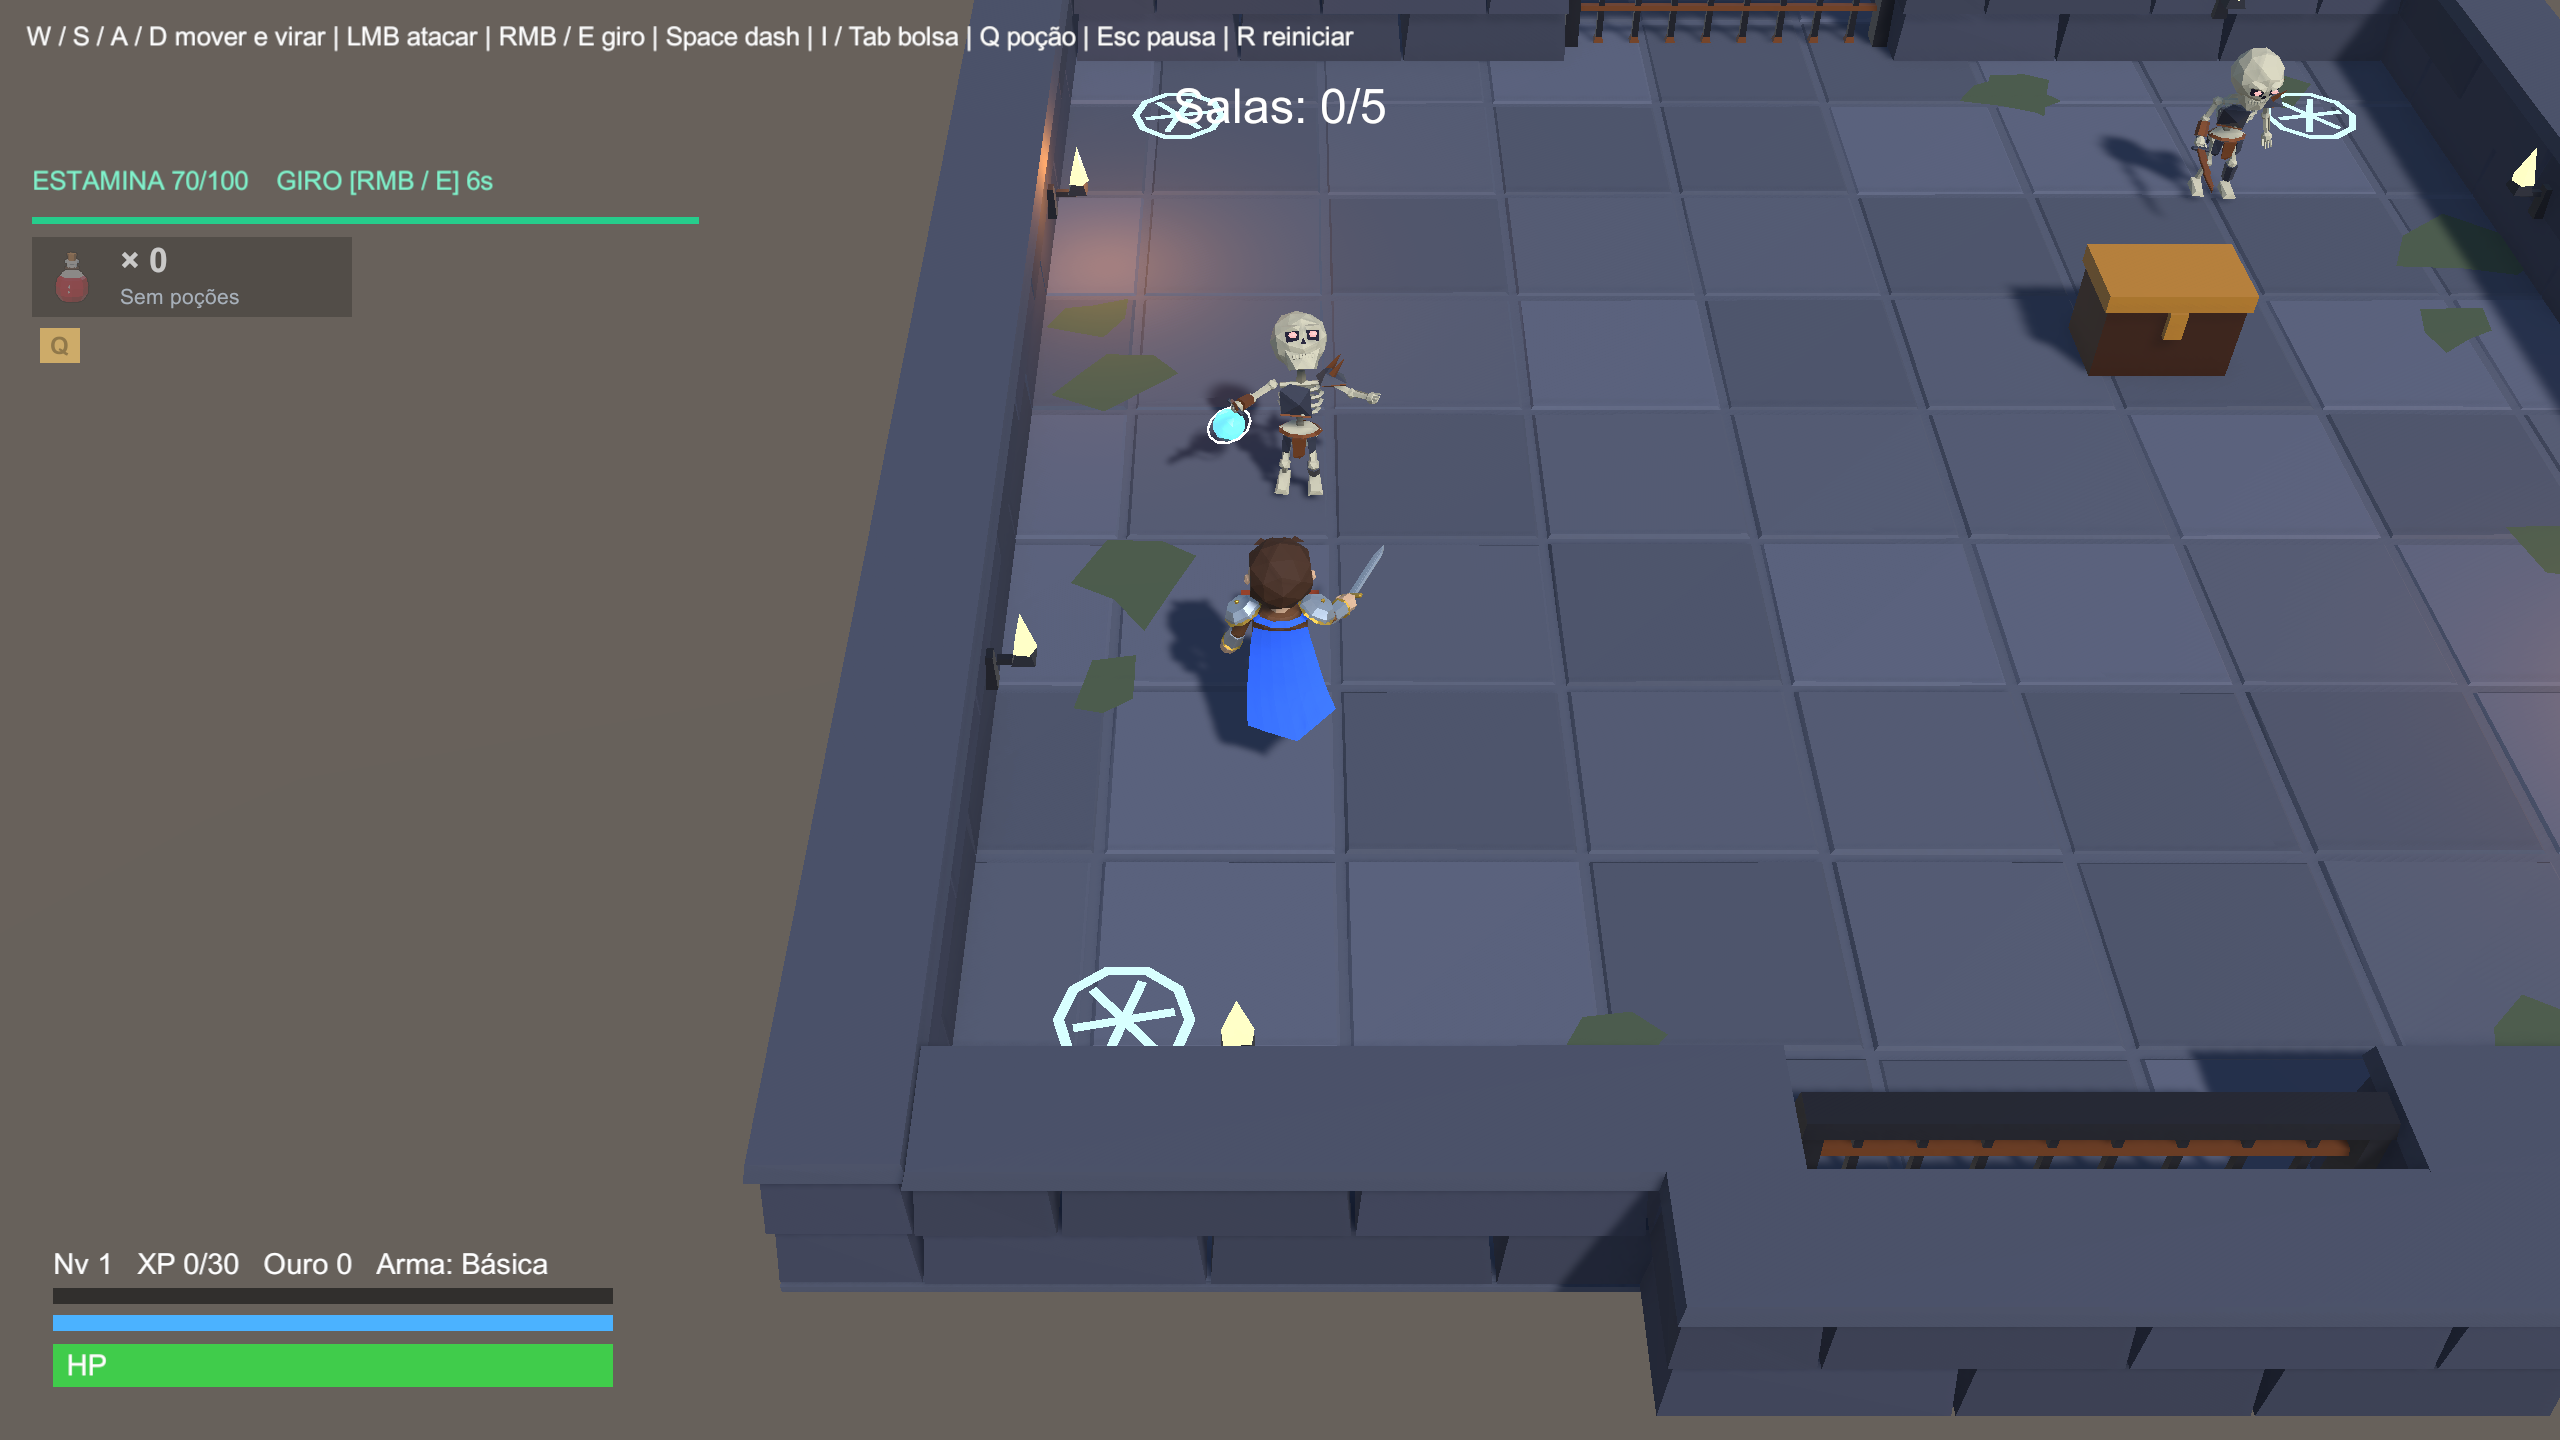 W / S / A / D mover e virar | LMB atacar | RMB / E giro | Space dash | I / Tab bolsa | Q poção | Esc pausa | R reiniciar
Salas: 0/5
ESTAMINA 70/100 GIRO [RMB / E] 6s
× 0
Sem poções
Q
Nv 1 XP 0/30 Ouro 0 Arma: Básica
HP